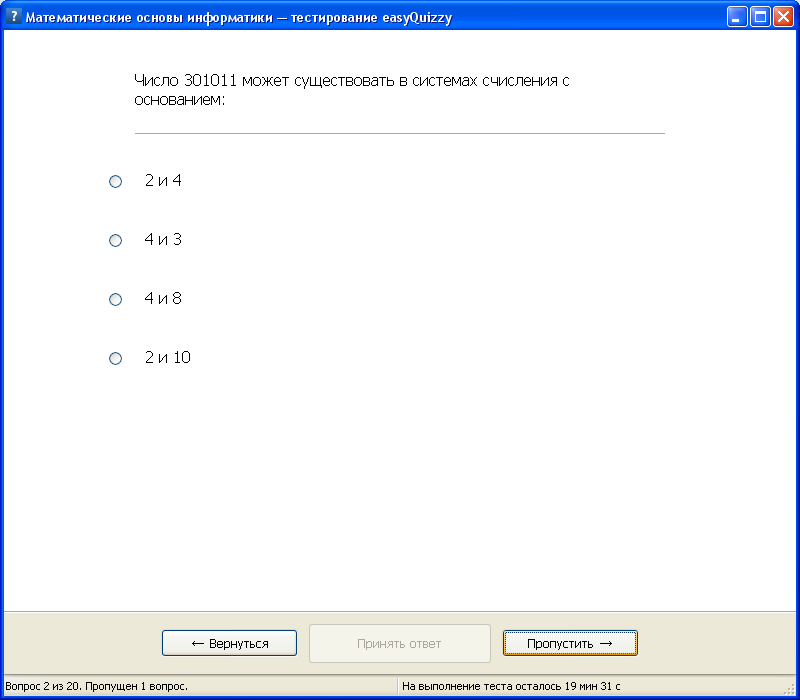 Математические основы информатики — тестирование easyQuizzy
Число 301011 может существовать в системах счисления с
основанием:
2 и 4
4 и 3
4 и 8
2 и 10
← Вернуться
Принять ответ
Пропустить →
Вопрос 2 из 20. Пропущен 1 вопрос.
На выполнение теста осталось 19 мин 31 с